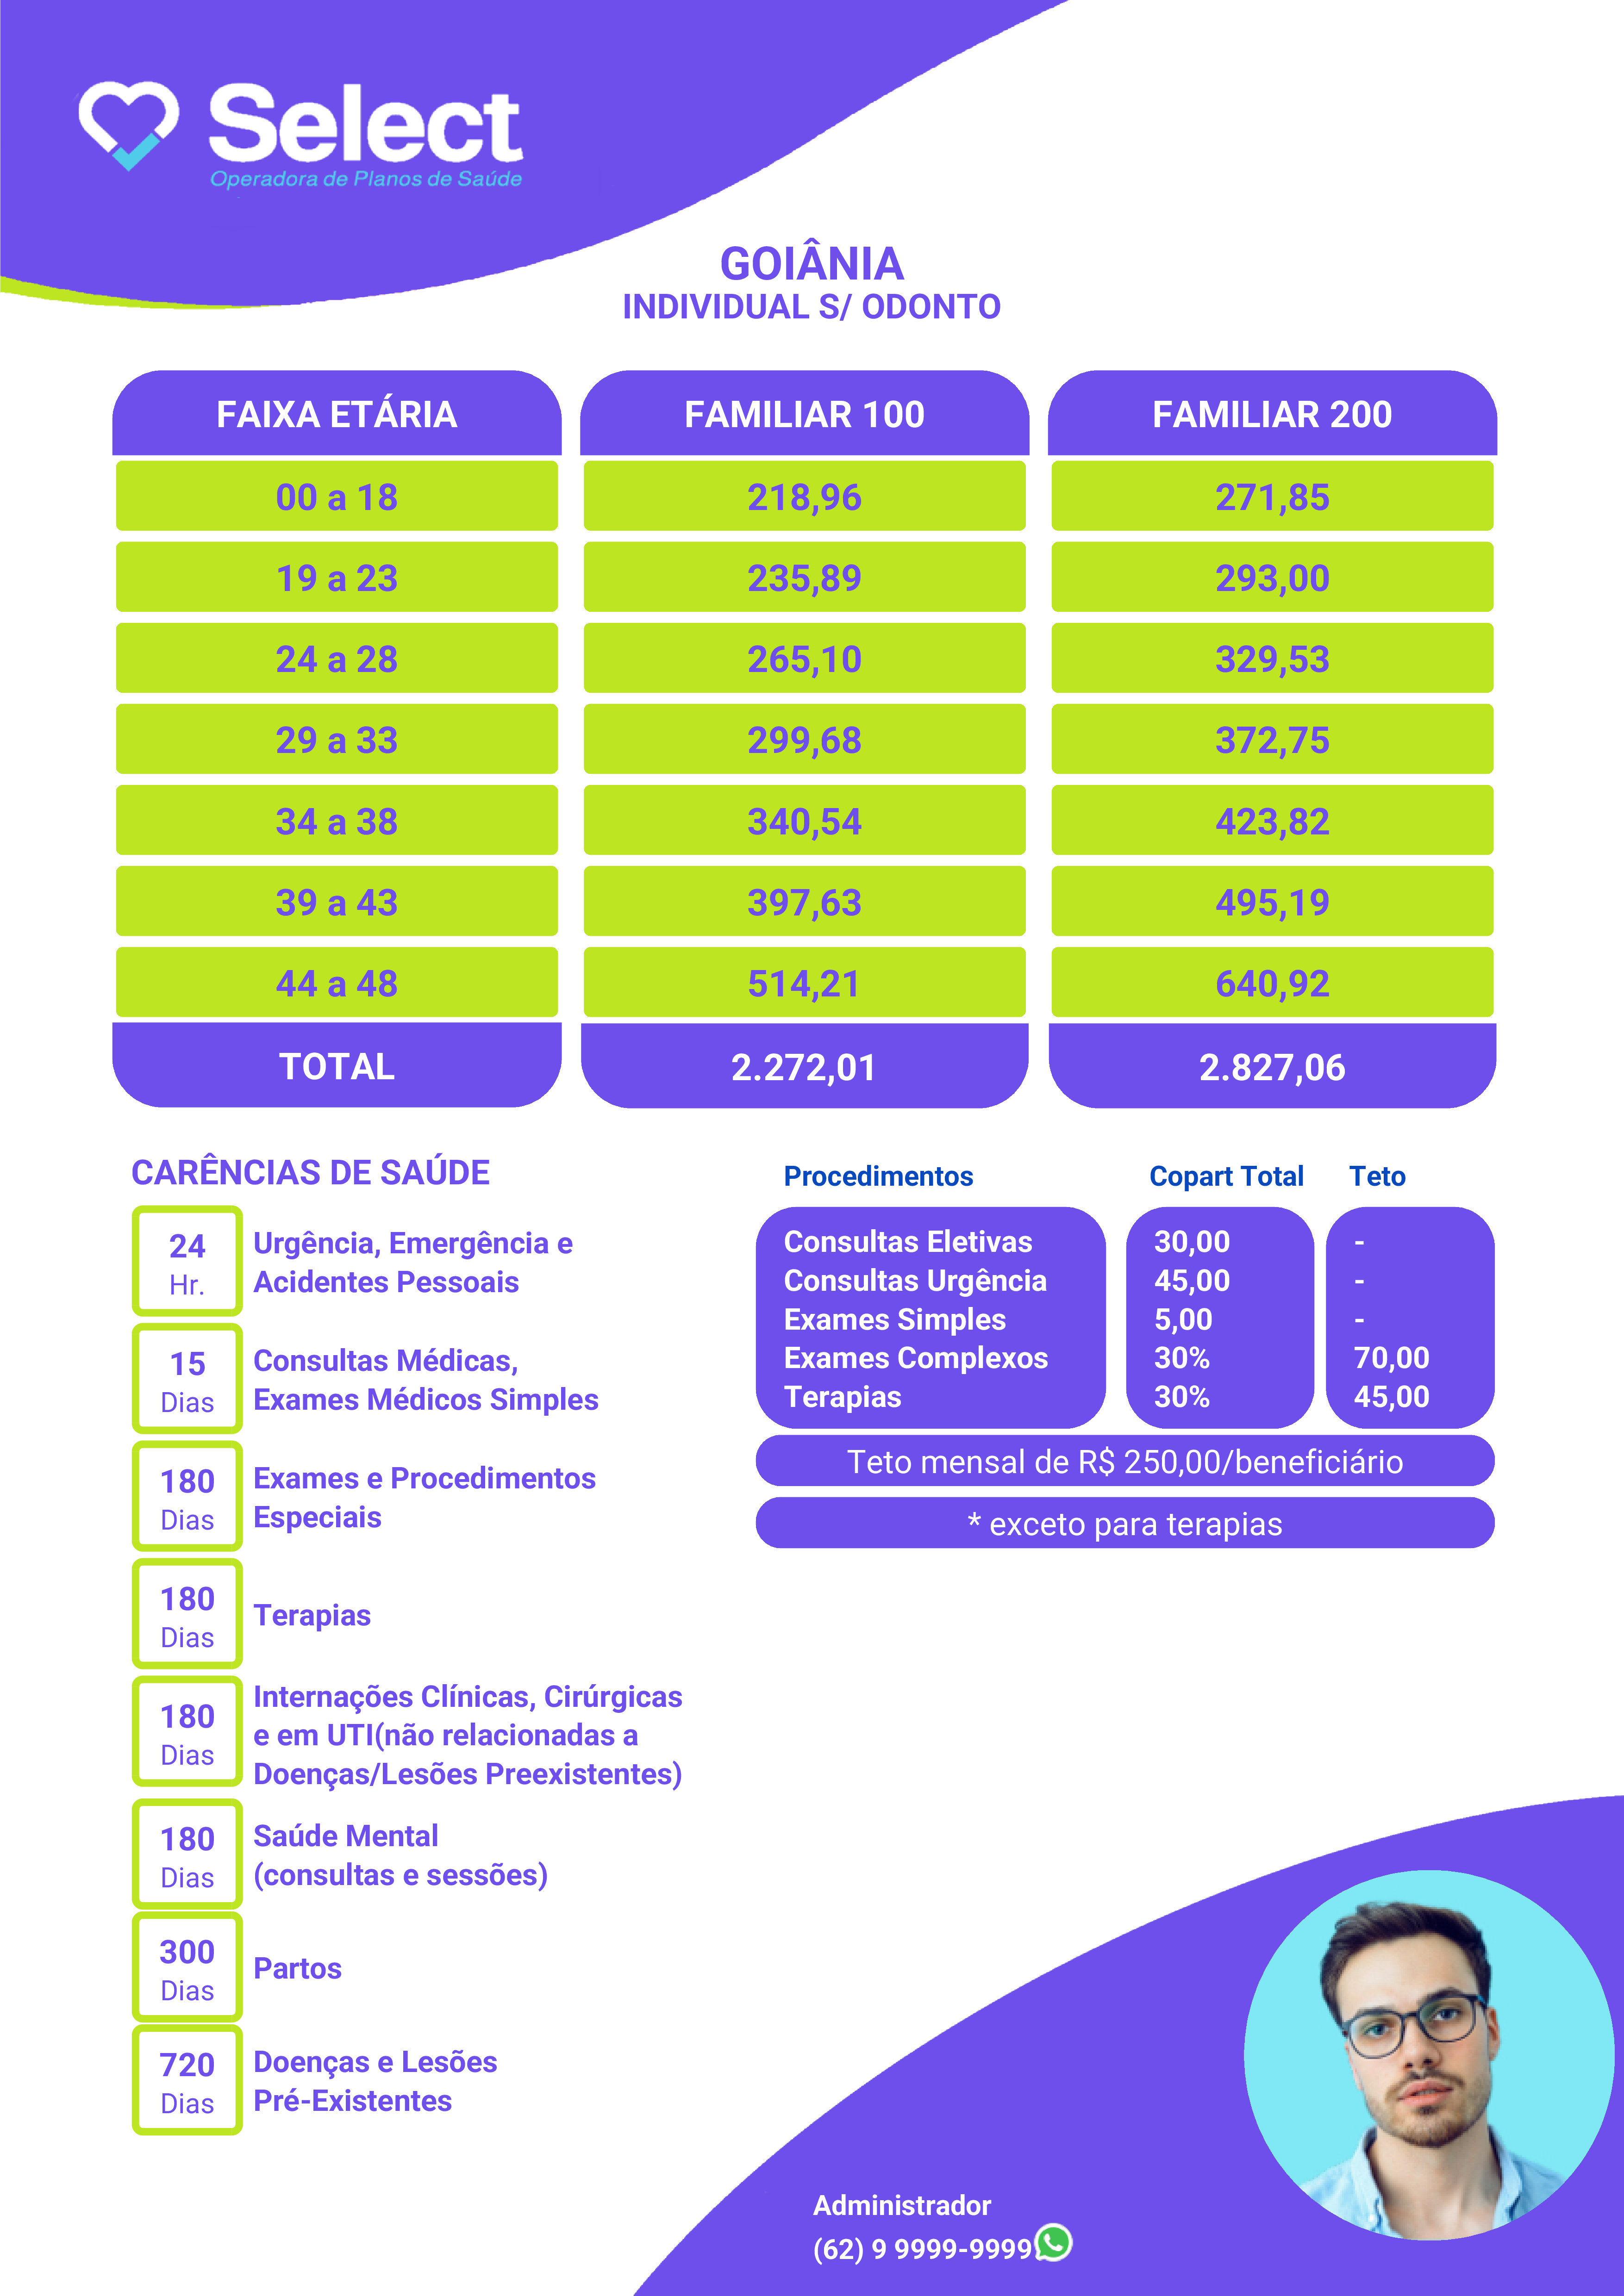 Select
Operadora de Planos de Saúde
GOIÂNIA
INDIVIDUAL S/ ODONTO
FAIXA ETÁRIA FAMILIAR 100 FAMILIAR 200
00 a 18 218,96 271,85
19 a 23 235,89 293,00
24 a 28 265,10 329,53
29 a 33 299,68 372,75
34 a 38 340,54 423,82
39 a 43 397,63 495,19
44 a 48 514,21 640,92
TOTAL 2.272,01 2.827,06
CARÊNCIAS DE SAÚDE
24
Hr.
Urgência, Emergência e
Acidentes Pessoais
15
Dias
Consultas Médicas,
Exames Médicos Simples
180
Dias
Exames e Procedimentos
Especiais
180
Dias
Terapias
180
Dias
Internações Clínicas, Cirúrgicas
e em UTI(não relacionadas a
Doenças/Lesões Preexistentes)
180
Dias
Saúde Mental
(consultas e sessões)
300
Dias
Partos
720
Dias
Doenças e Lesões
Pré-Existentes
Procedimentos Copart Total Teto
Consultas Eletivas 30,00 -
Consultas Urgência 45,00 -
Exames Simples 5,00 -
Exames Complexos 30% 70,00
Terapias 30% 45,00
Teto mensal de R$ 250,00/beneficiário
* exceto para terapias
Administrador
(62) 9 9999-9999